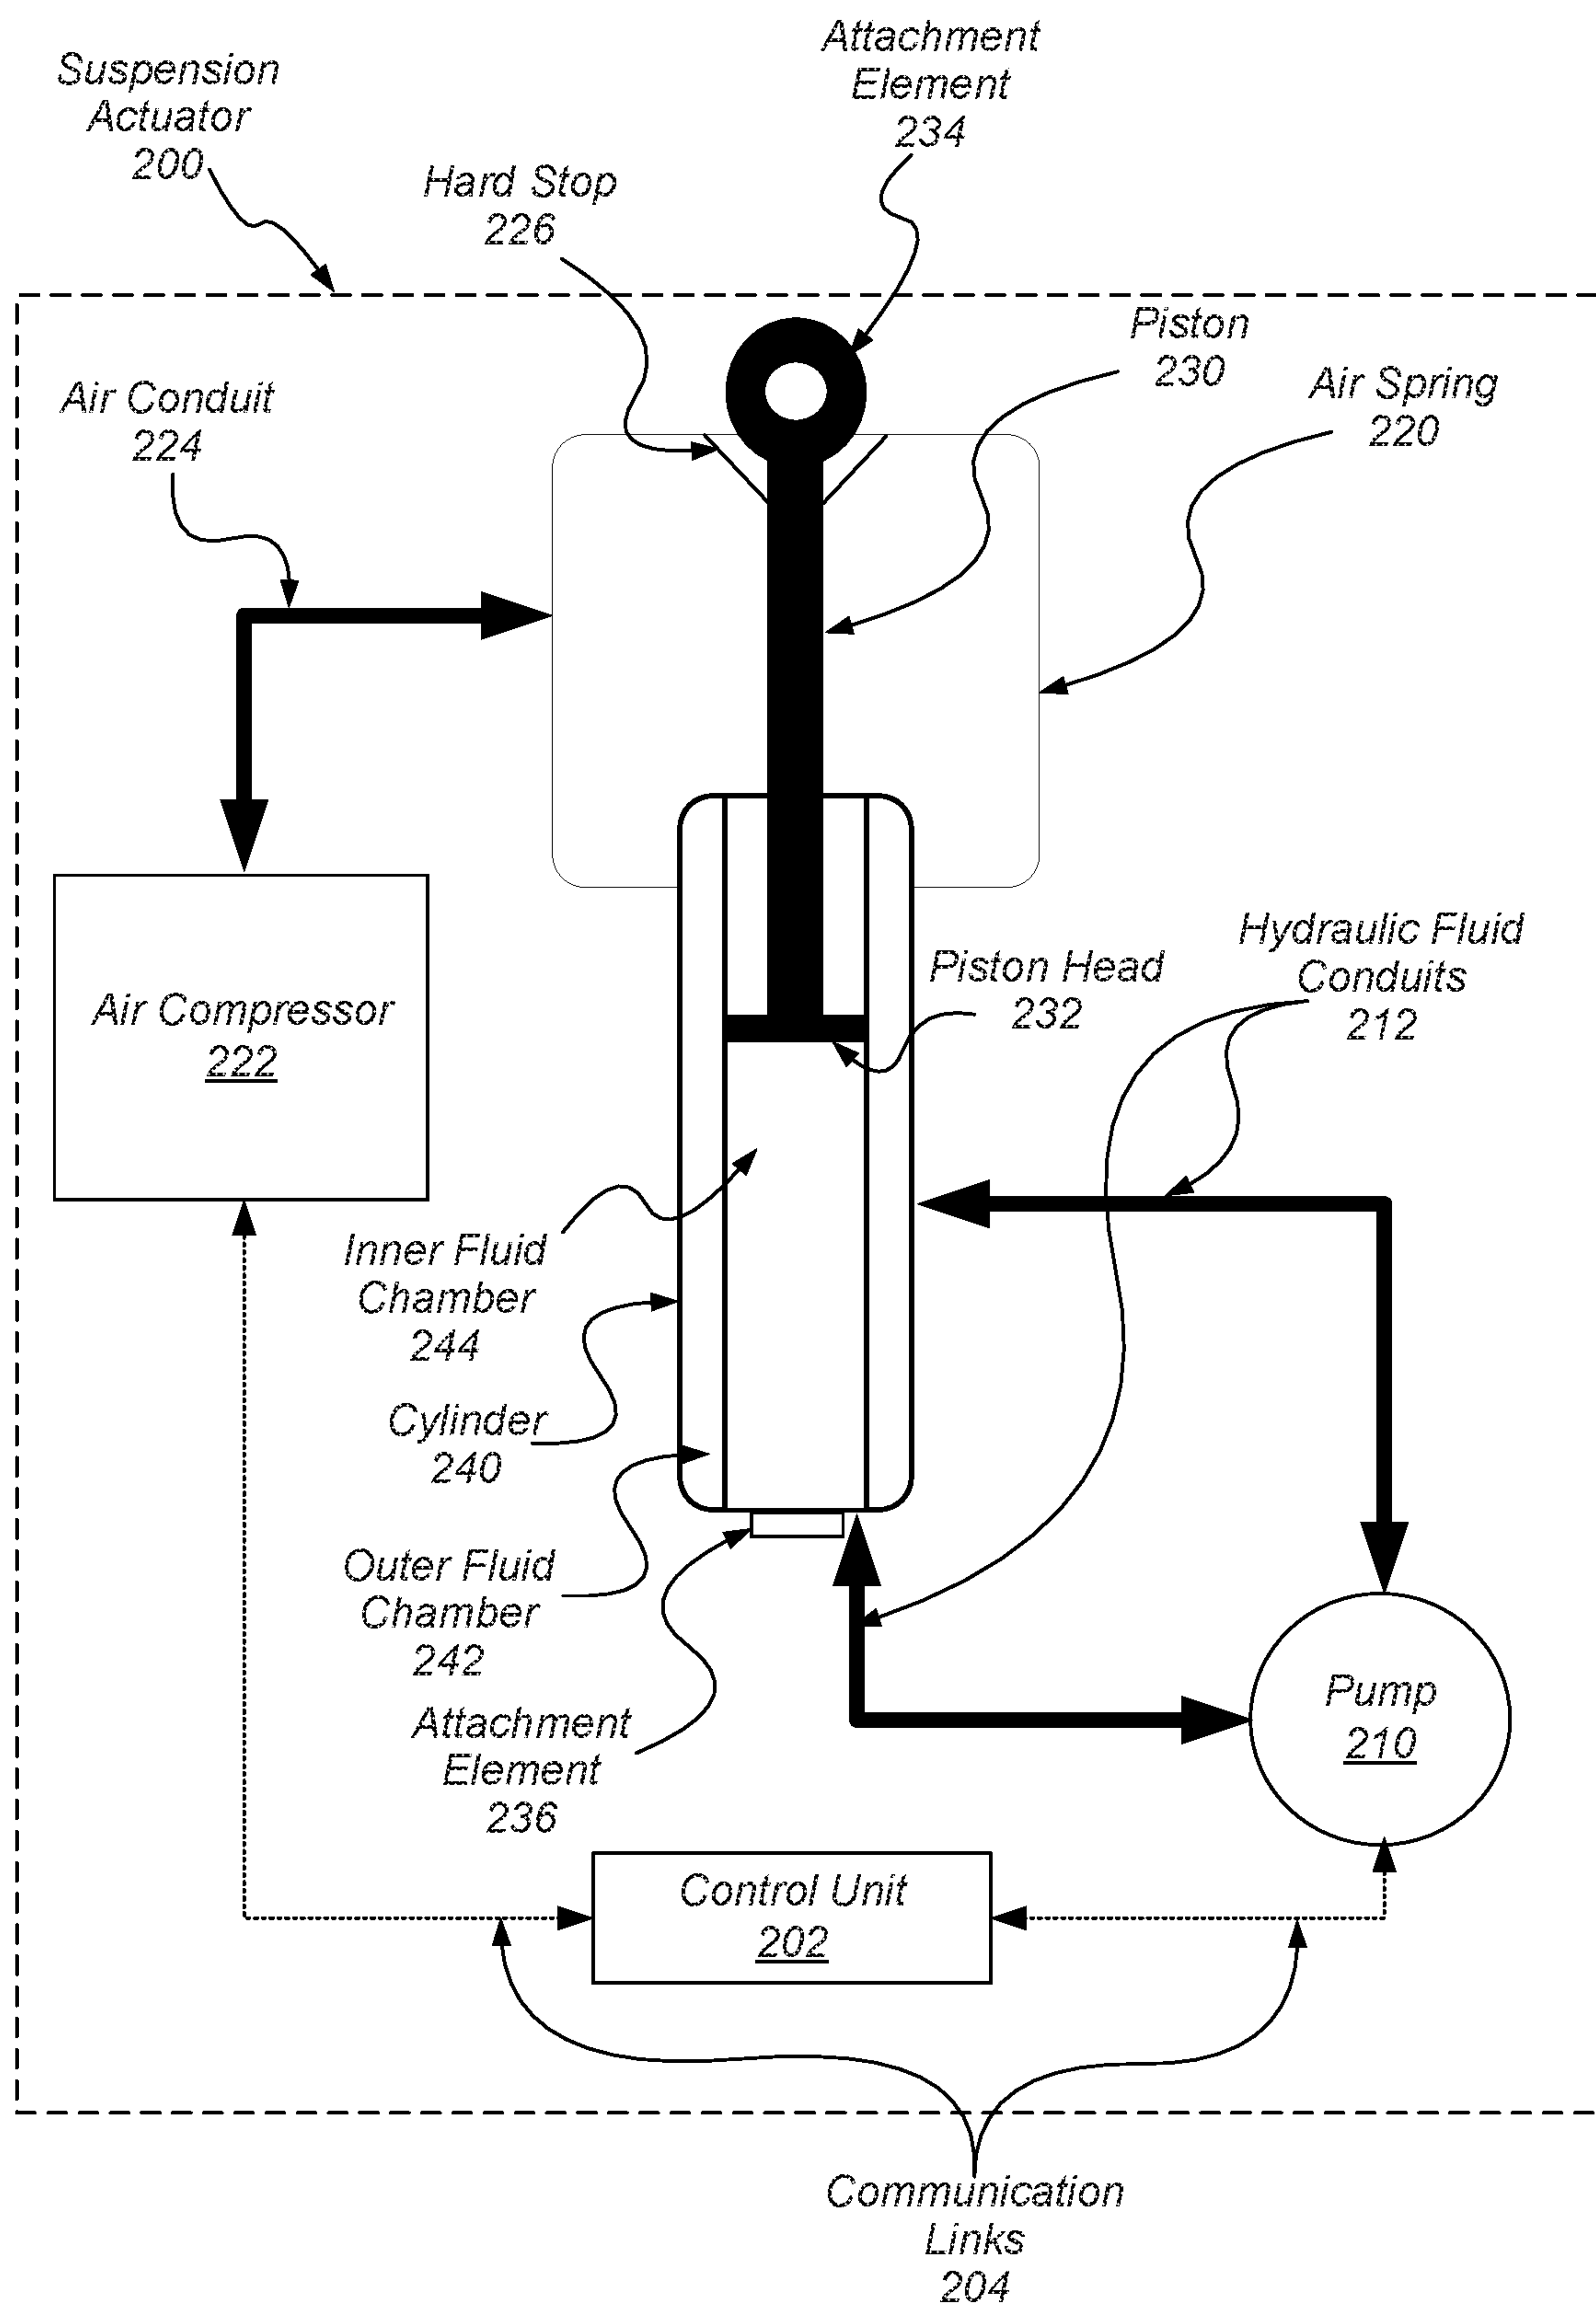 Attachment
Element
234
Suspension
Actuator
200
Hard Stop
226
Piston
230
Air Spring
220
Air Conduit
224
Hydraulic Fluid
Conduits
212
Piston Head
232
Air Compressor
222
Inner Fluid
Chamber
244
Cylinder
240
Outer Fluid
Chamber
242
Attachment
Element
236
Pump
210
Control Unit
202
Communication
Links
204